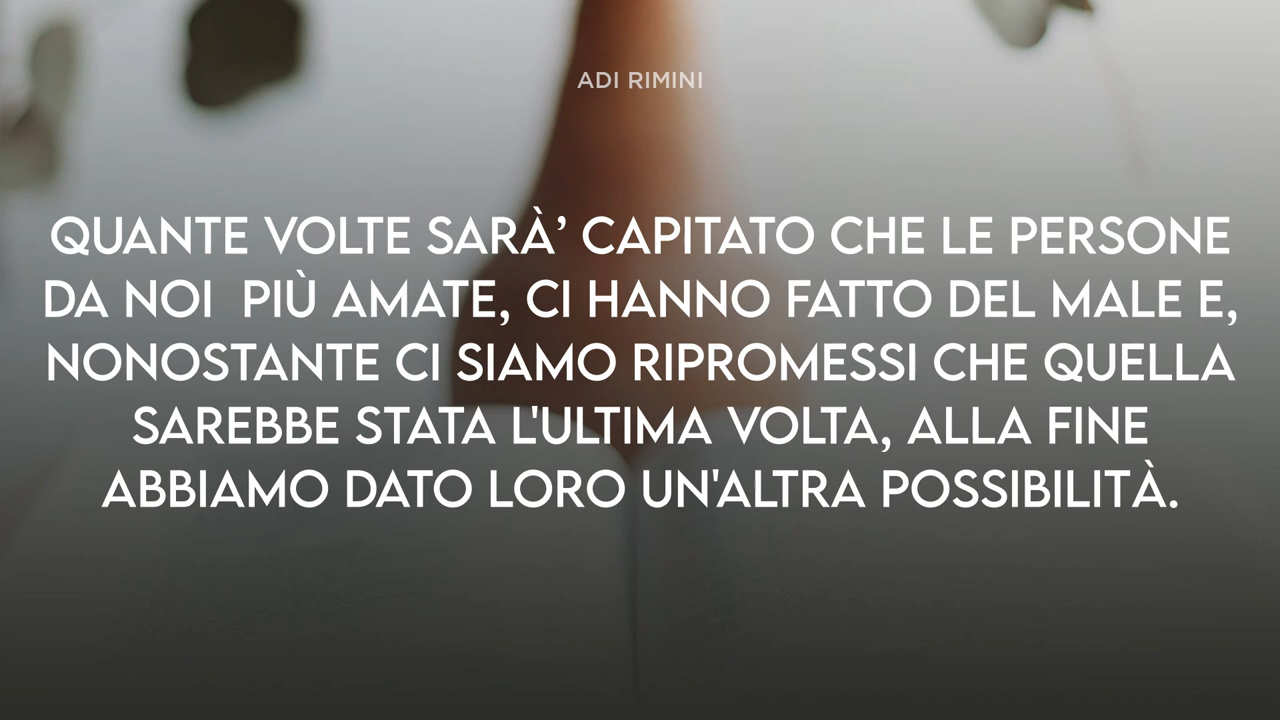 ADI RIMINI
QUANTE VOLTE SARÀ’ CAPITATO CHE LE PERSONE
DA NOI  PIÙ AMATE, CI HANNO FATTO DEL MALE E,
NONOSTANTE CI SIAMO RIPROMESSI CHE QUELLA
SAREBBE STATA L'ULTIMA VOLTA, ALLA FINE
ABBIAMO DATO LORO UN'ALTRA POSSIBILITÀ.